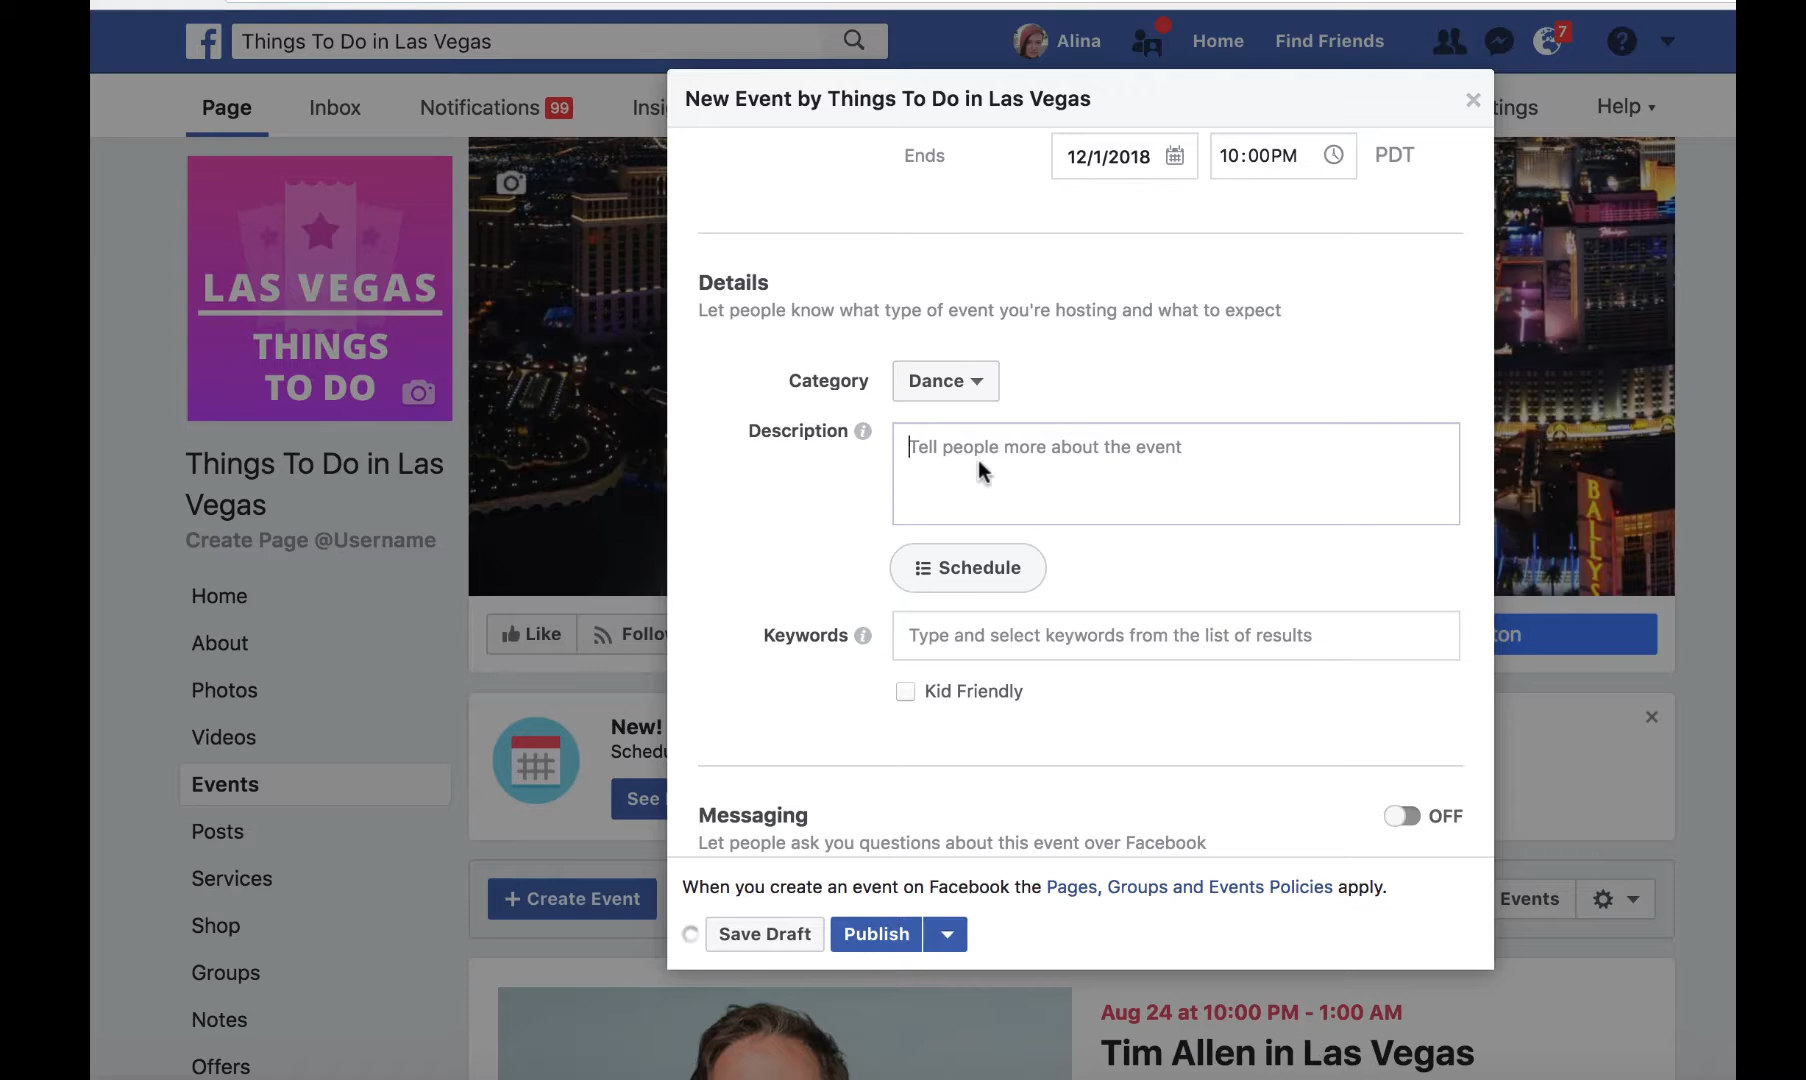 Things To Do in Las Vegas
Alina
Home
Find Friends
7
Page
Inbox
Notifications 99
Insi
tings
Help
New Event by Things To Do in Las Vegas
Ends
12/1/2018
10:00PM
PDT
LAS VEGAS
THINGS
TO DO
Things To Do in Las
Vegas
Create Page @Username
Home
About
Photos
Videos
Events
Posts
Services
Shop
Groups
Notes
Offers
Details
Let people know what type of event you're hosting and what to expect
Category
Dance
Description
Tell people more about the event
Schedule
Keywords
Type and select keywords from the list of results
Kid Friendly
Messaging
OFF
Let people ask you questions about this event over Facebook
When you create an event on Facebook the Pages, Groups and Events Policies apply.
Save Draft
Publish
Flamingo
BALLY'S
Like
Follo
ton
New!
Schedu
See
+ Create Event
Events
Aug 24 at 10:00 PM - 1:00 AM
Tim Allen in Las Vegas